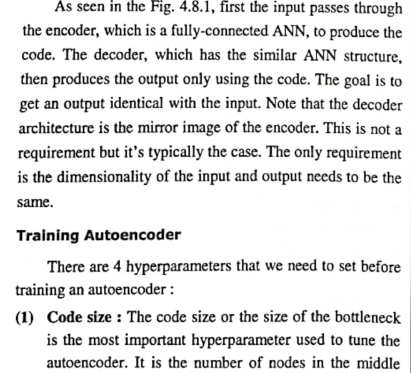 As seen in the Fig. 4.8.1, first the input passes through
the encoder, which is a fully-connected ANN, to produce the
code. The decoder, which has the similar ANN structure,
then produces the output only using the code. The goal is to
get an output identical with the input. Note that the decoder
architecture is the mirror image of the encoder. This is not a
requirement but it's typically the case. The only requirement
is the dimensionality of the input and output needs to be the
same.
Training Autoencoder
There are 4 hyperparameters that we need to set before
training an autoencoder :
(1) Code size : The code size or the size of the bottleneck
is the most important hyperparameter used to tune the
autoencoder. It is the number of nodes in the middle